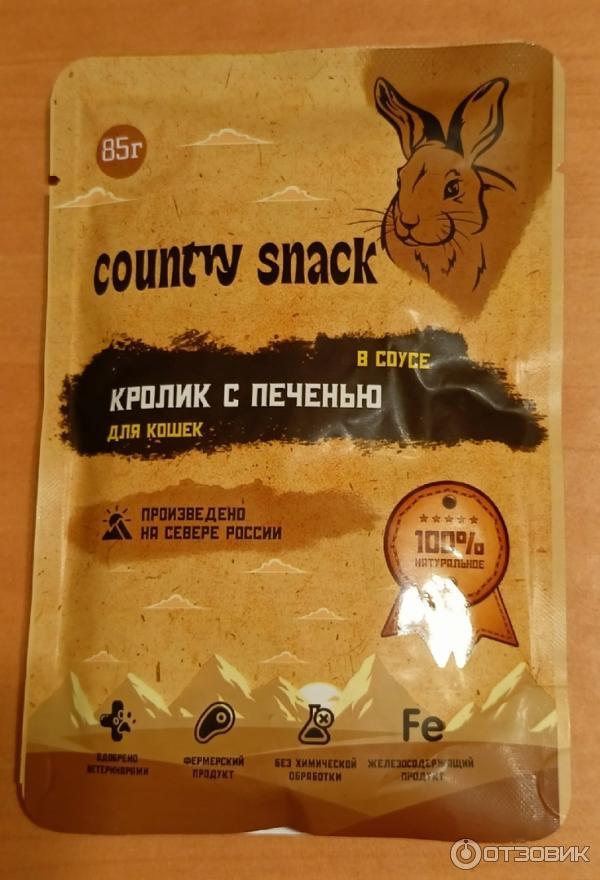 85г
country snack
В СОУСЕ
КРОЛИК С ПЕЧЕНЬЮ
ДЛЯ КОШЕК
ПРОИЗВЕДЕНО
НА СЕВЕРЕ РОССИИ
100%
НАТУРАЛЬНОЕ
ОДОБРЕНО
ВЕТЕРИНАРАМИ
ФЕРМЕРСКИЙ
ПРОДУКТ
БЕЗ ХИМИЧЕСКОЙ
ОБРАБОТКИ
Fe
ЖЕЛЕЗОСОДЕРЖАЩИЙ
ПРОДУКТ
ОТЗОВИК